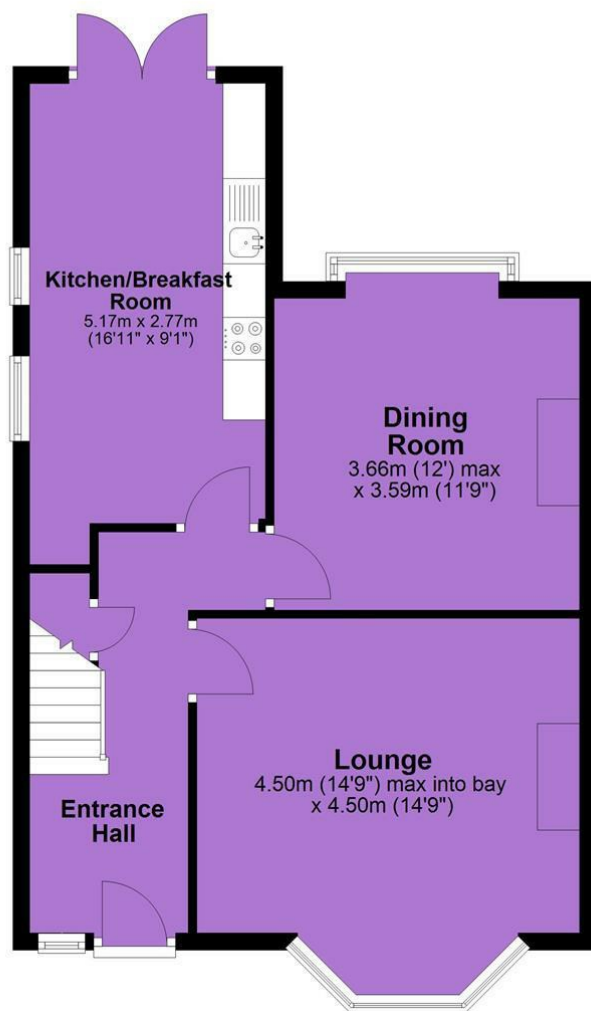 Kitchen/Breakfast
Room
5.17m x 2.77m
(16'11" x 9'1")
Dining
Room
3.66m (12') max
x 3.59m (11'9")
Lounge
4.50m (14'9") max into bay
x 4.50m (14'9")
Entrance
Hall